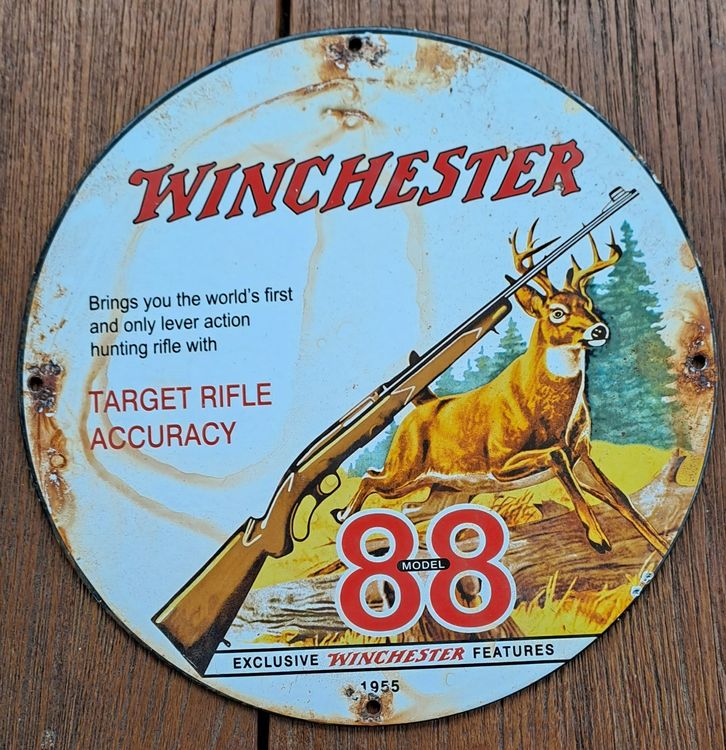 WINCHESTER
Brings you the world's first
and only lever action
hunting rifle with
TARGET RIFLE
ACCURACY
88
MODEL
EXCLUSIVE WINCHESTER FEATURES
1955